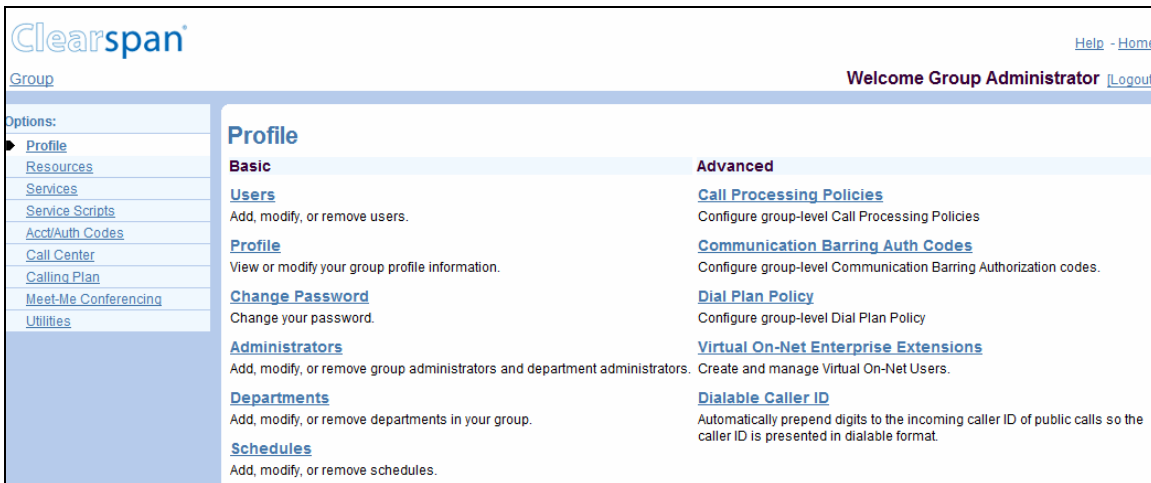 Clearspan
Help - Home
Group
Welcome Group Administrator [Logout
Options:
Profile
Resources
Services
Service Scripts
Acct/Auth Codes
Call Center
Calling Plan
Meet-Me Conferencing
Utilities
Profile
Basic
Users
Add, modify, or remove users.
Profile
View or modify your group profile information.
Change Password
Change your password.
Administrators
Add, modify, or remove group administrators and department administrators.
Departments
Add, modify, or remove departments in your group.
Schedules
Add, modify, or remove schedules.
Advanced
Call Processing Policies
Configure group-level Call Processing Policies
Communication Barring Auth Codes
Configure group-level Communication Barring Authorization codes.
Dial Plan Policy
Configure group-level Dial Plan Policy
Virtual On-Net Enterprise Extensions
Create and manage Virtual On-Net Users.
Dialable Caller ID
Automatically prepend digits to the incoming caller ID of public calls so the
caller ID is presented in dialable format.